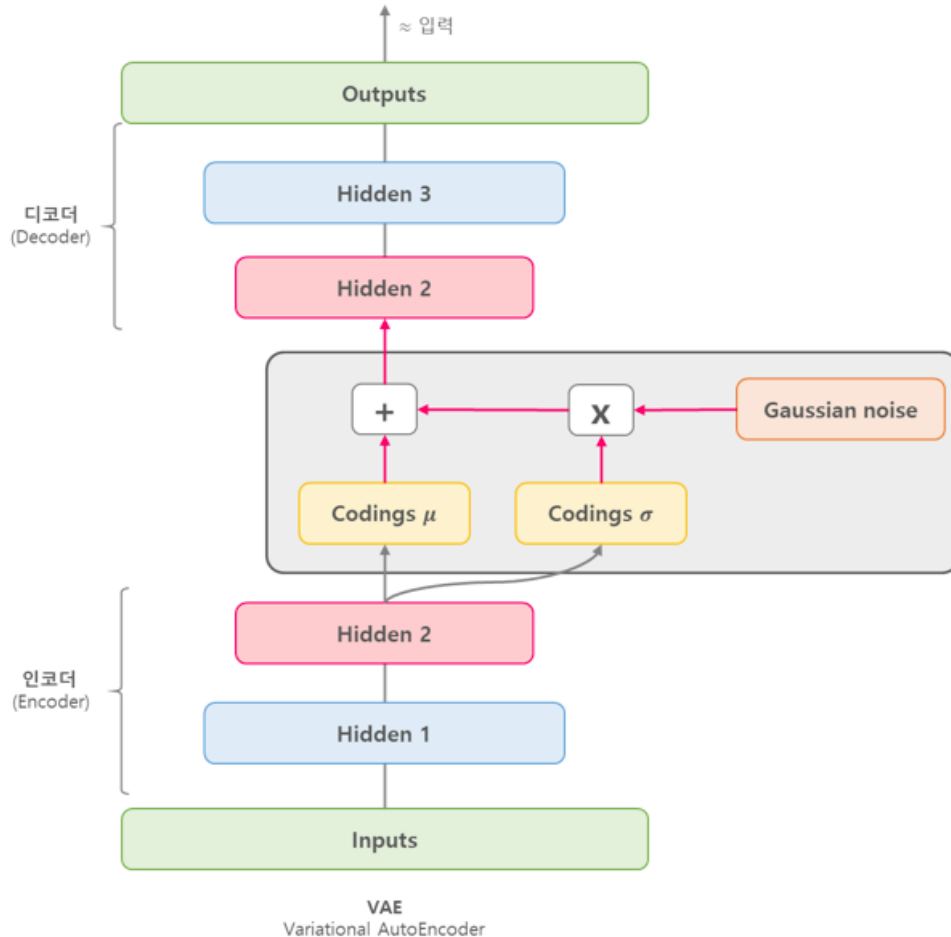 ≈ 입력
Outputs
Hidden 3
디코더
(Decoder)
Hidden 2
+
x
Gaussian noise
Codings μ
Codings σ
Hidden 2
인코더
(Encoder)
Hidden 1
Inputs
VAE
Variational AutoEncoder